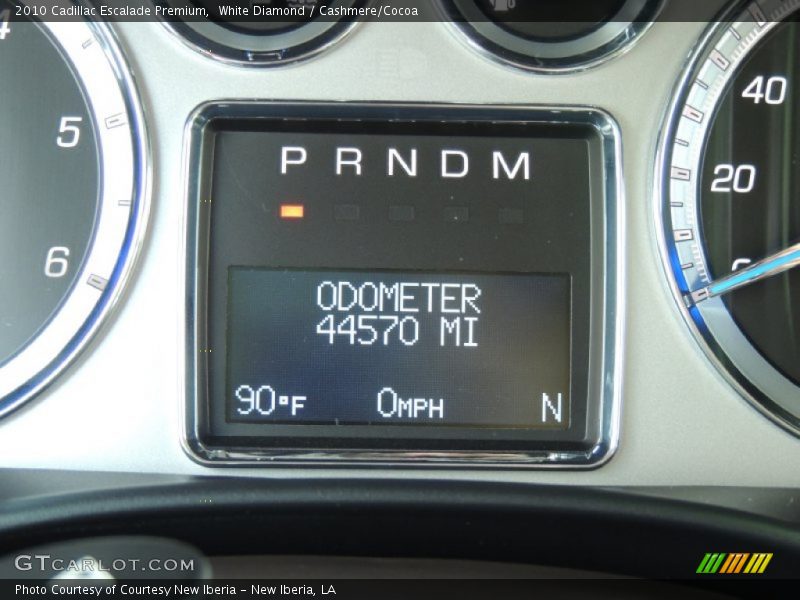 2010 Cadillac Escalade Premium,  White Diamond / Cashmere/Cocoa
4
5
6
40
20
P R N D M
ODOMETER
44570 MI
90°F 0MPH N
GTCARLOT.COM
Photo Courtesy of Courtesy New Iberia - New Iberia, LA